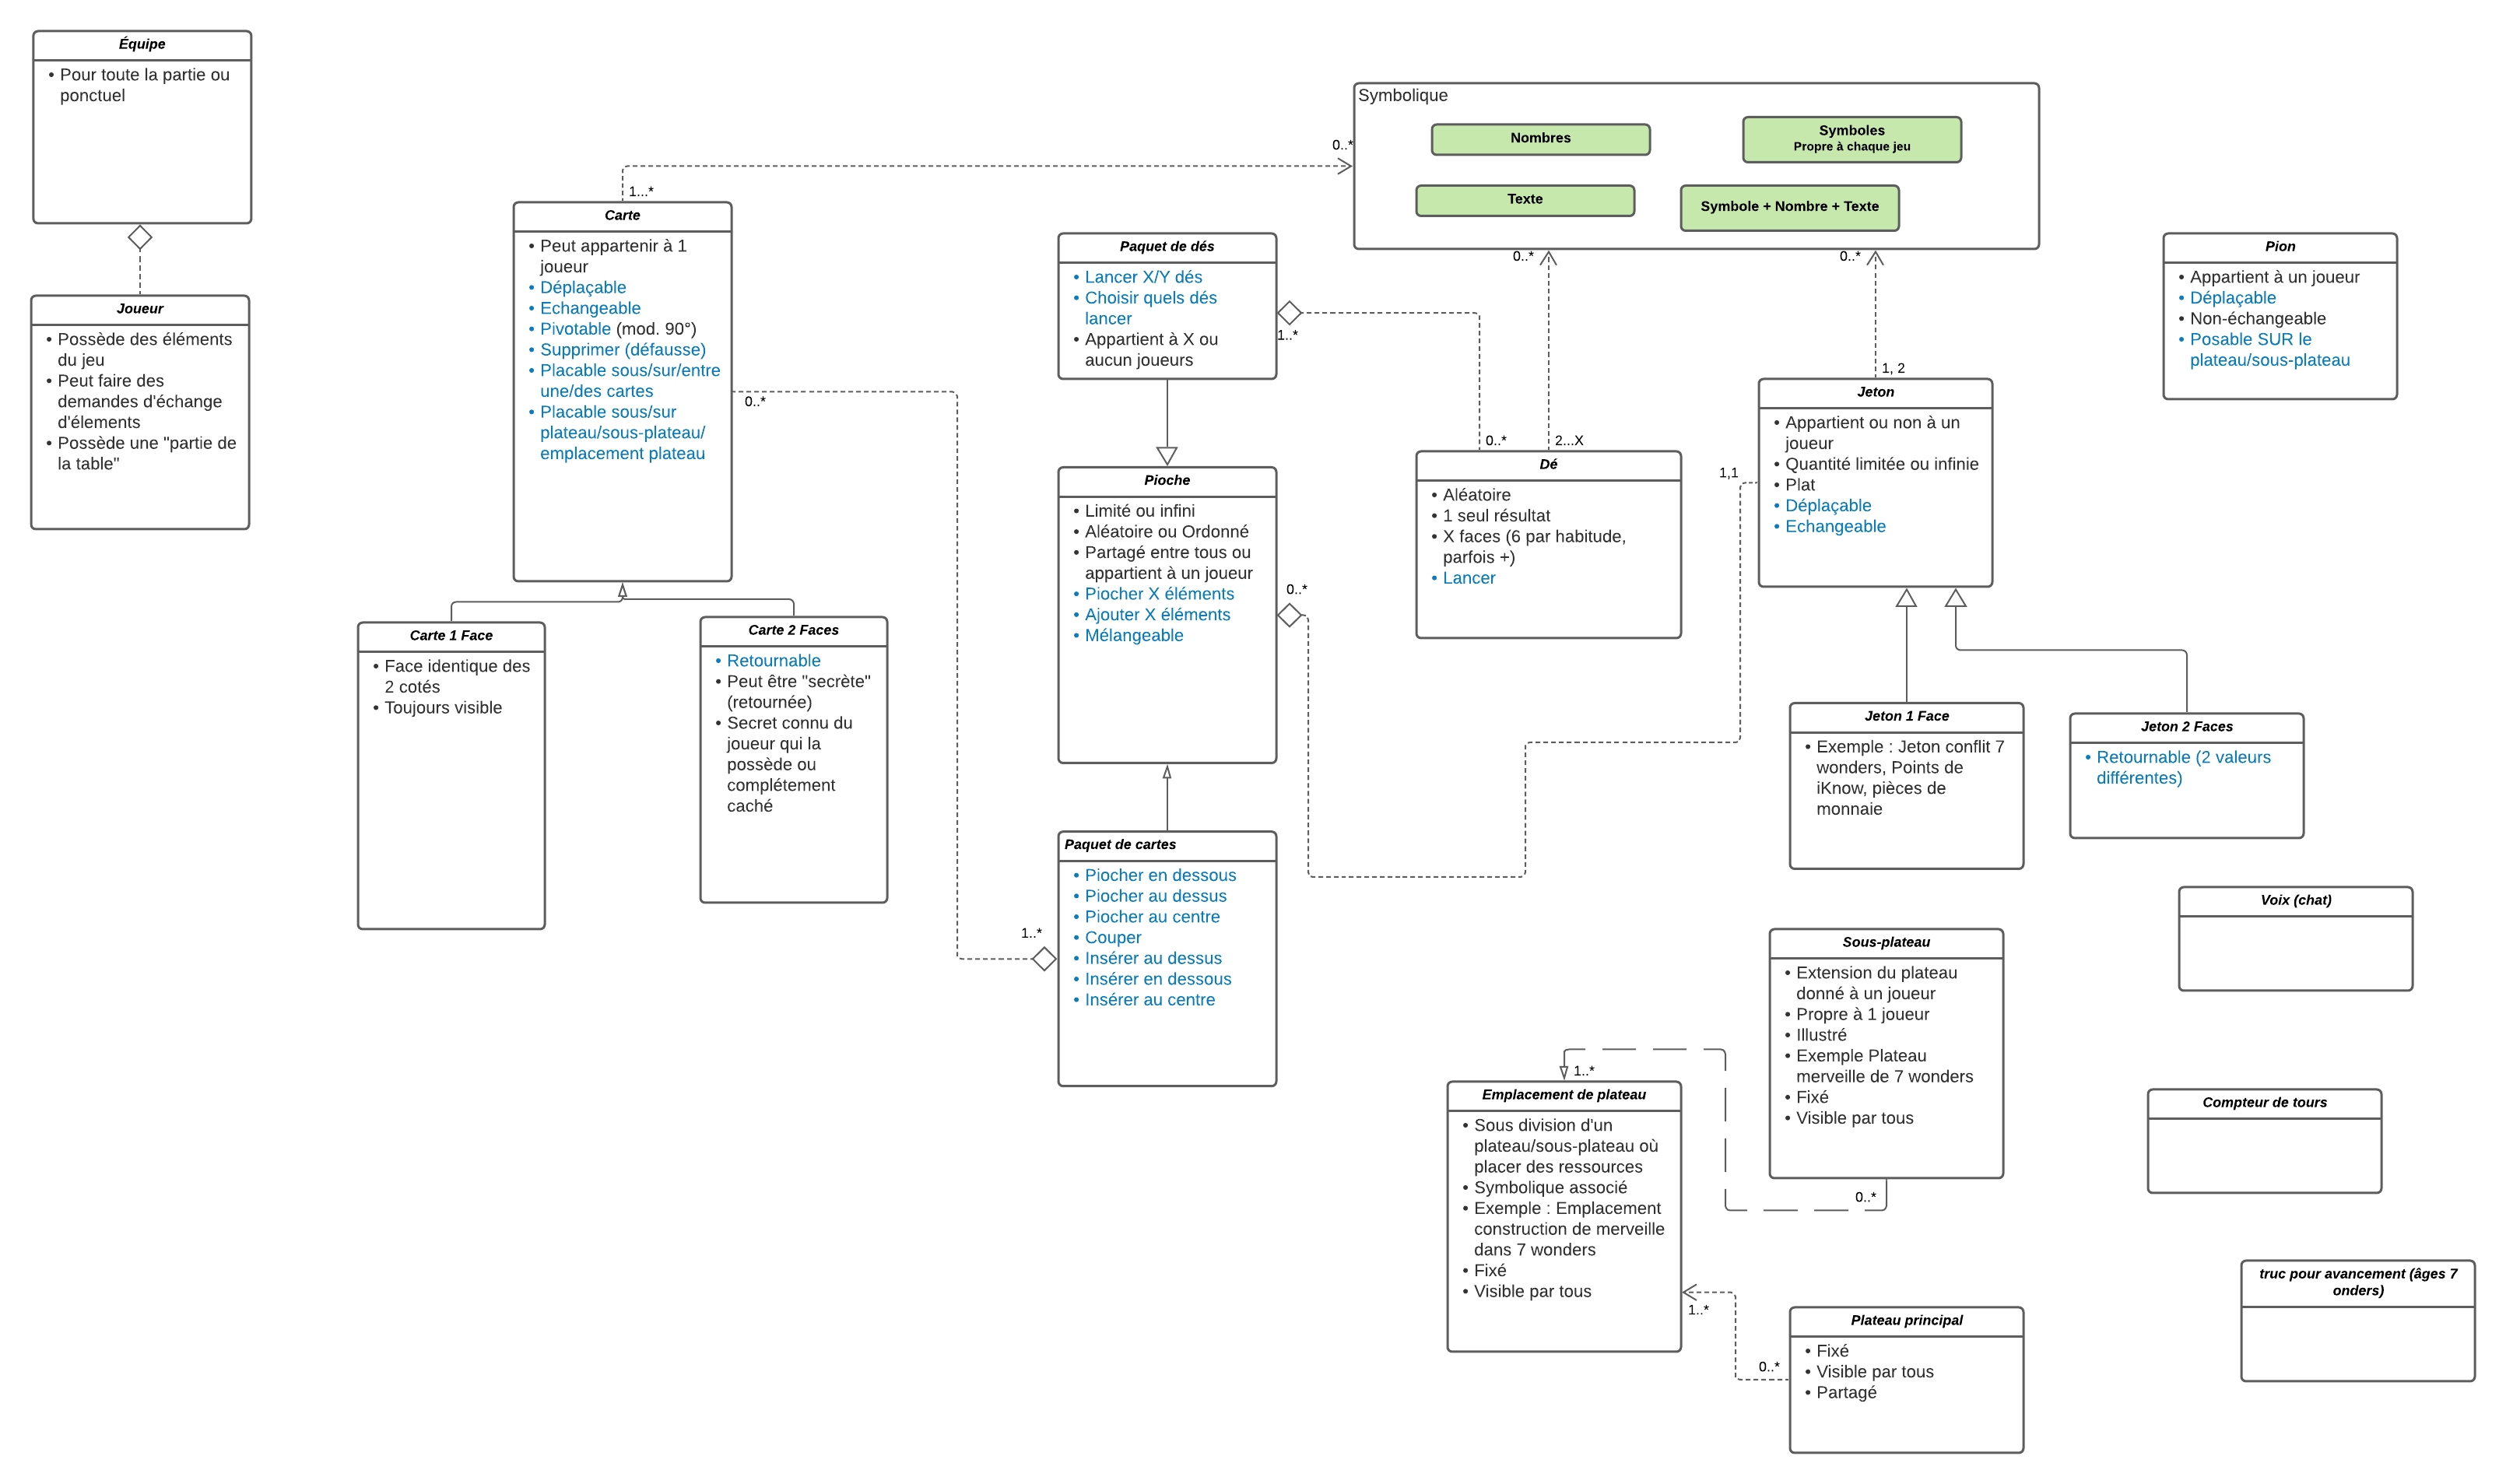 Équipe
• Pour toute la partie ou
ponctuel
Joueur
• Possède des éléments
du jeu
• Peut faire des
demandes d'échange
d'élements
• Possède une "partie de
la table"
Carte
• Peut appartenir à 1
joueur
• Déplaçable
• Echangeable
• Pivotable (mod. 90°)
• Supprimer (défausse)
• Placable sous/sur/entre
une/des cartes
• Placable sous/sur
plateau/sous-plateau/
emplacement plateau
1...*
0..*
0..*
Carte 1 Face
• Face identique des
2 cotés
• Toujours visible
Carte 2 Faces
• Retournable
• Peut être "secrète"
(retournée)
• Secret connu du
joueur qui la
possède ou
complétement
caché
Paquet de dés
• Lancer X/Y dés
• Choisir quels dés
lancer
• Appartient à X ou
aucun joueurs
1..*
Pioche
• Limité ou infini
• Aléatoire ou Ordonné
• Partagé entre tous ou
appartient à un joueur
• Piocher X éléments
• Ajouter X éléments
• Mélangeable
0..*
Paquet de cartes
• Piocher en dessous
• Piocher au dessus
• Piocher au centre
• Couper
• Insérer au dessus
• Insérer en dessous
• Insérer au centre
1..*
Symbolique
Nombres
Symboles
Propre à chaque jeu
Texte
Symbole + Nombre + Texte
0..*
0..*
0..*
2...X
Dé
• Aléatoire
• 1 seul résultat
• X faces (6 par habitude,
parfois +)
• Lancer
1, 2
1,1
Jeton
• Appartient ou non à un
joueur
• Quantité limitée ou infinie
• Plat
• Déplaçable
• Echangeable
Jeton 1 Face
• Exemple : Jeton conflit 7
wonders, Points de
iKnow, pièces de
monnaie
Jeton 2 Faces
• Retournable (2 valeurs
différentes)
Pion
• Appartient à un joueur
• Déplaçable
• Non-échangeable
• Posable SUR le
plateau/sous-plateau
Voix (chat)
Sous-plateau
• Extension du plateau
donné à un joueur
• Propre à 1 joueur
• Illustré
• Exemple Plateau
merveille de 7 wonders
• Fixé
• Visible par tous
0..*
1..*
Emplacement de plateau
• Sous division d'un
plateau/sous-plateau où
placer des ressources
• Symbolique associé
• Exemple : Emplacement
construction de merveille
dans 7 wonders
• Fixé
• Visible par tous
1..*
0..*
Plateau principal
• Fixé
• Visible par tous
• Partagé
Compteur de tours
truc pour avancement (âges 7
onders)